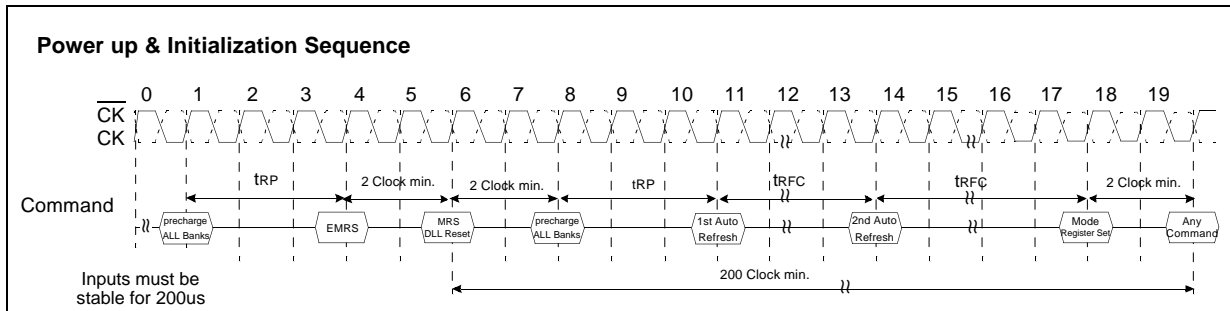 Power up & Initialization Sequence
0 1 2 3 4 5 6 7 8 9 10 11 12 13 14 15 16 17 18 19
CK
CK
tRP 2 Clock min. 2 Clock min. tRP tRFC tRFC 2 Clock min.
Command
precharge
ALL Banks
EMRS
MRS
DLL Reset
precharge
ALL Banks
1st Auto
Refresh
2nd Auto
Refresh
Mode
Register Set
Any
Command
200 Clock min.
Inputs must be
stable for 200us